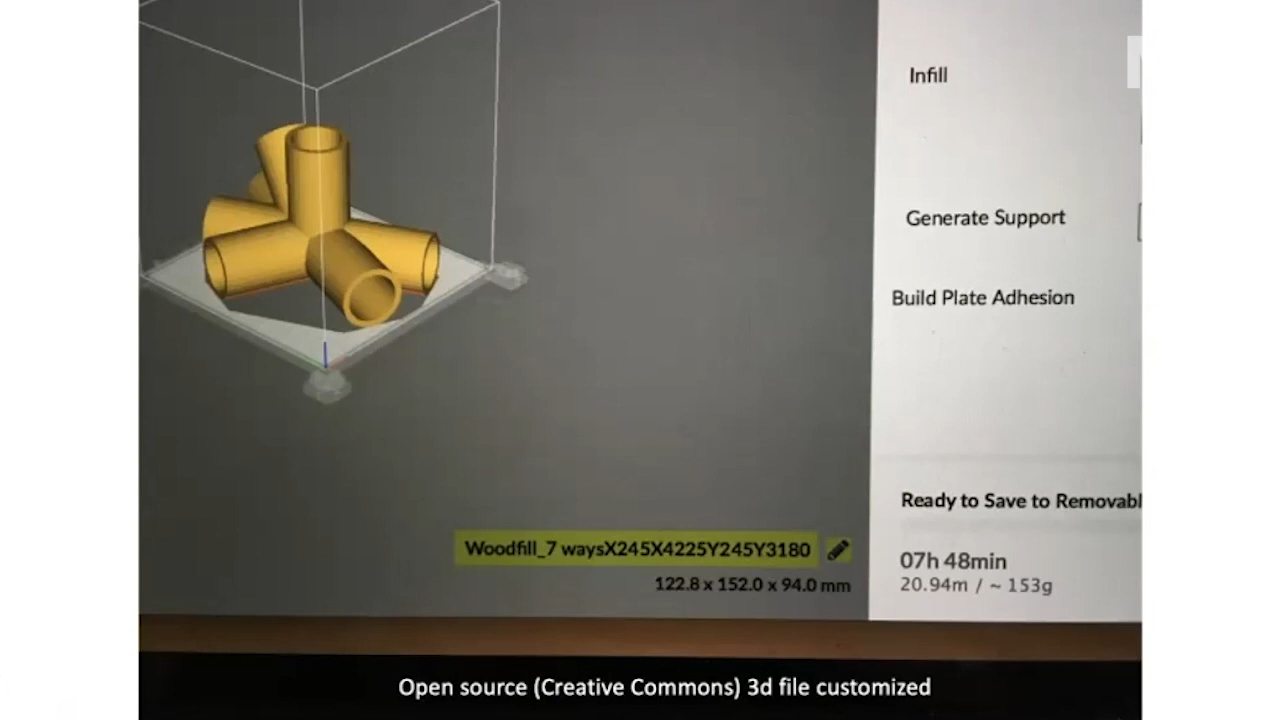 Infill
Generate Support
Build Plate Adhesion
Ready to Save to Removabl
Woodfill_7 waysX245X4225Y245Y3180
122.8 x 152.0 x 94.0 mm
07h 48min
20.94m / ~ 153g
Open source (Creative Commons) 3d file customized